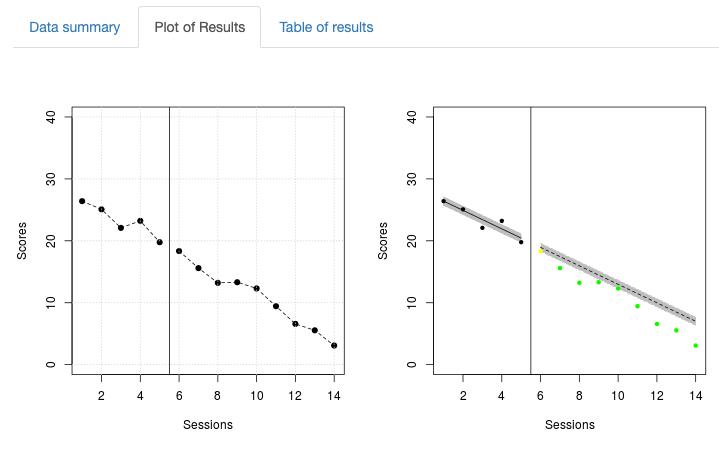 Data summary
Plot of Results
Table of results
Scores
0 10 20 30 40
2 4 6 8 10 12 14
Sessions
Scores
0 10 20 30 40
2 4 6 8 10 12 14
Sessions